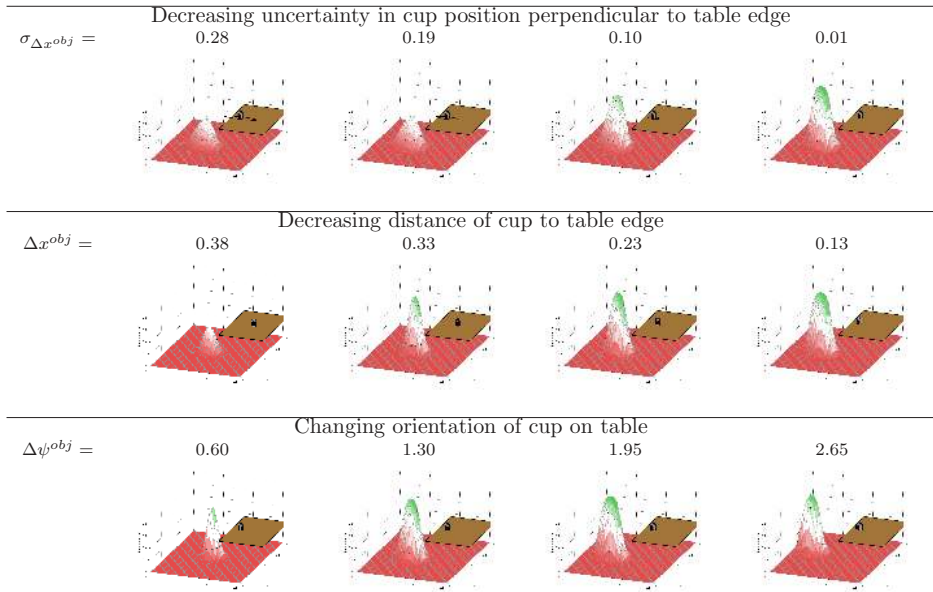 Decreasing uncertainty in cup position perpendicular to table edge
σ_{Δx^{obj}} = 0.28 0.19 0.10 0.01
Decreasing distance of cup to table edge
Δx^{obj} = 0.38 0.33 0.23 0.13
Changing orientation of cup on table
Δψ^{obj} = 0.60 1.30 1.95 2.65